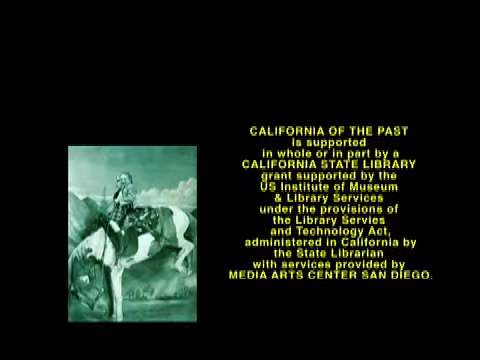 CALIFORNIA OF THE PAST
is supported
in whole or in part by a
CALIFORNIA STATE LIBRARY
grant supported by the
US Institute of Museum
& Library Services
under the provisions of
the Library Servies
and Technology Act,
administered in California by
the State Librarian
with services provided by
MEDIA ARTS CENTER SAN DIEGO.